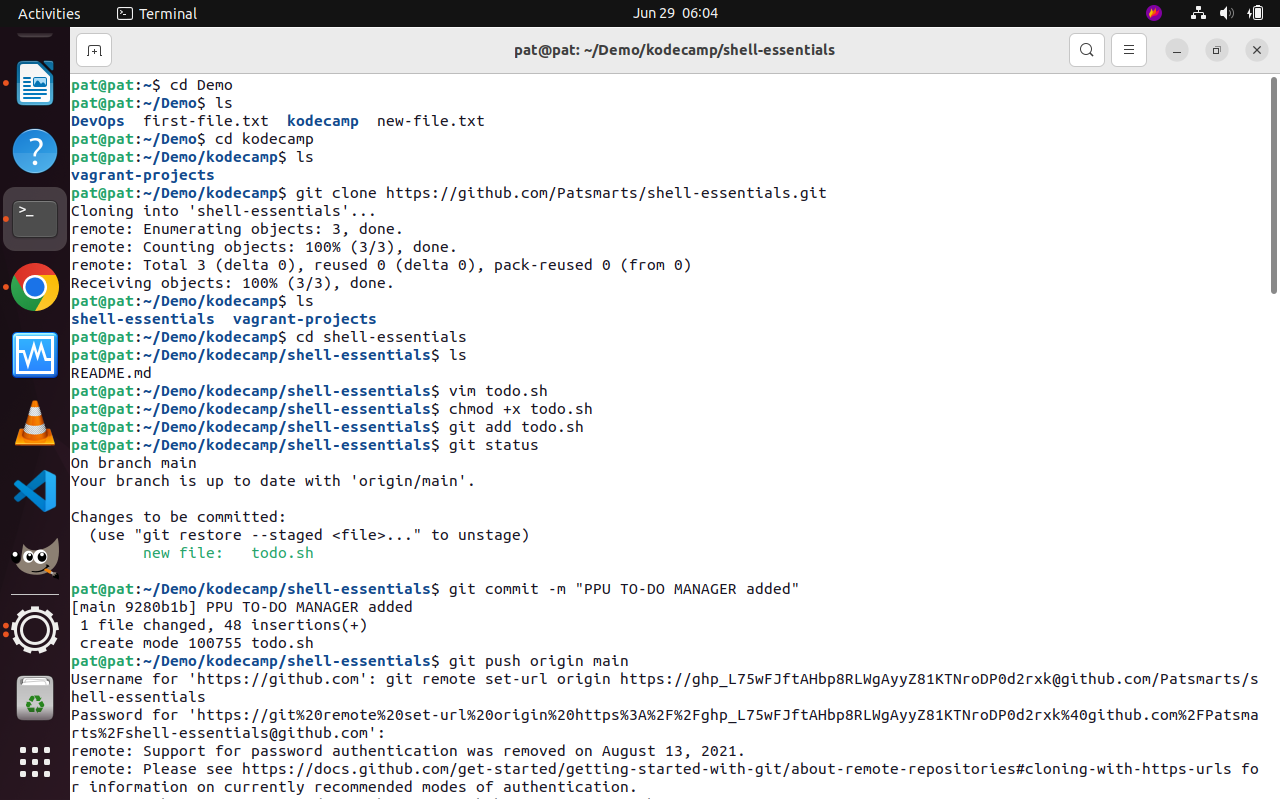 Activities
Terminal
Jun 29 06:04
pat@pat: ~/Demo/kodecamp/shell-essentials
pat@pat:~$ cd Demo
pat@pat:~/Demo$ ls
DevOps  first-file.txt  kodecamp  new-file.txt
pat@pat:~/Demo$ cd kodecamp
pat@pat:~/Demo/kodecamp$ ls
vagrant-projects
pat@pat:~/Demo/kodecamp$ git clone https://github.com/Patsmarts/shell-essentials.git
Cloning into 'shell-essentials'...
remote: Enumerating objects: 3, done.
remote: Counting objects: 100% (3/3), done.
remote: Total 3 (delta 0), reused 0 (delta 0), pack-reused 0 (from 0)
Receiving objects: 100% (3/3), done.
pat@pat:~/Demo/kodecamp$ ls
shell-essentials  vagrant-projects
pat@pat:~/Demo/kodecamp$ cd shell-essentials
pat@pat:~/Demo/kodecamp/shell-essentials$ ls
README.md
pat@pat:~/Demo/kodecamp/shell-essentials$ vim todo.sh
pat@pat:~/Demo/kodecamp/shell-essentials$ chmod +x todo.sh
pat@pat:~/Demo/kodecamp/shell-essentials$ git add todo.sh
pat@pat:~/Demo/kodecamp/shell-essentials$ git status
On branch main
Your branch is up to date with 'origin/main'.
Changes to be committed:
  (use "git restore --staged <file>..." to unstage)
        new file:   todo.sh
pat@pat:~/Demo/kodecamp/shell-essentials$ git commit -m "PPU TO-DO MANAGER added"
[main 9280b1b] PPU TO-DO MANAGER added
 1 file changed, 48 insertions(+)
 create mode 100755 todo.sh
pat@pat:~/Demo/kodecamp/shell-essentials$ git push origin main
Username for 'https://github.com': git remote set-url origin https://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@github.com/Patsmarts/s
hell-essentials
Password for 'https://git%20remote%20set-url%20origin%20https%3A%2F%2F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%40github.com%2FPatsma
rts%2Fshell-essentials@github.com':
remote: Support for password authentication was removed on August 13, 2021.
remote: Please see https://docs.github.com/get-started/getting-started-with-git/about-remote-repositories#cloning-with-https-urls fo
r information on currently recommended modes of authentication.